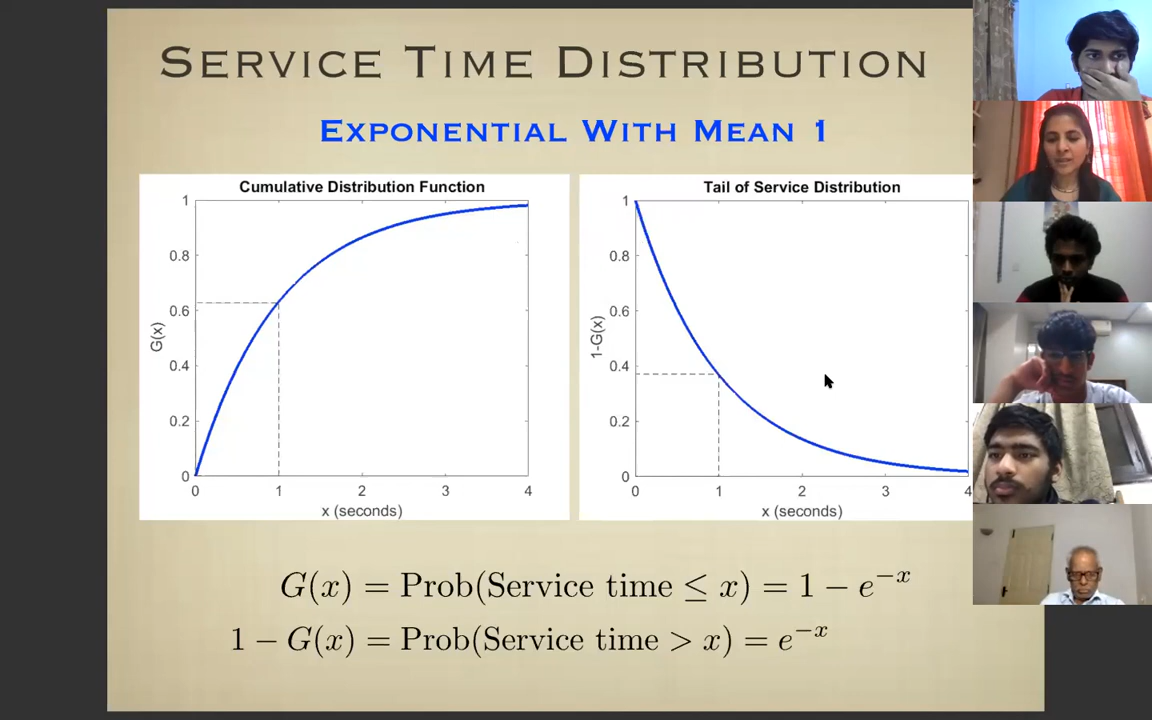 SERVICE TIME DISTRIBUTION
EXPONENTIAL WITH MEAN 1
Cumulative Distribution Function
1
0.8
0.6
0.4
0.2
0
G(x)
0 1 2 3 4
x (seconds)
Tail of Service Distribution
1
0.8
0.6
0.4
0.2
0
1-G(x)
0 1 2 3 4
x (seconds)
G(x) = Prob(Service time ≤ x) = 1 − e^{−x}
1 − G(x) = Prob(Service time > x) = e^{−x}